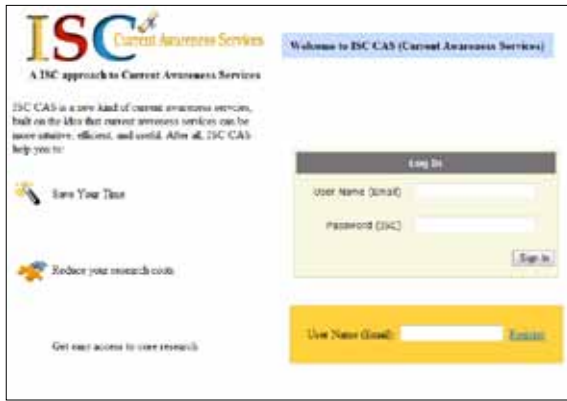 ISC Current Awareness Services
A ISC approach to Current Awareness Services
ISC CAS is a new kind of current awareness services,
built on the idea that current awareness services can be
more intuitive, efficient, and useful. After all, ISC CAS
help you to:
Save Your Time
Reduce your research costs
Get easy access to core research
Welcome to ISC CAS (Current Awareness Services)
Log In
User Name (Email)
Password (ISC)
Sign In
User Name (Email): Register